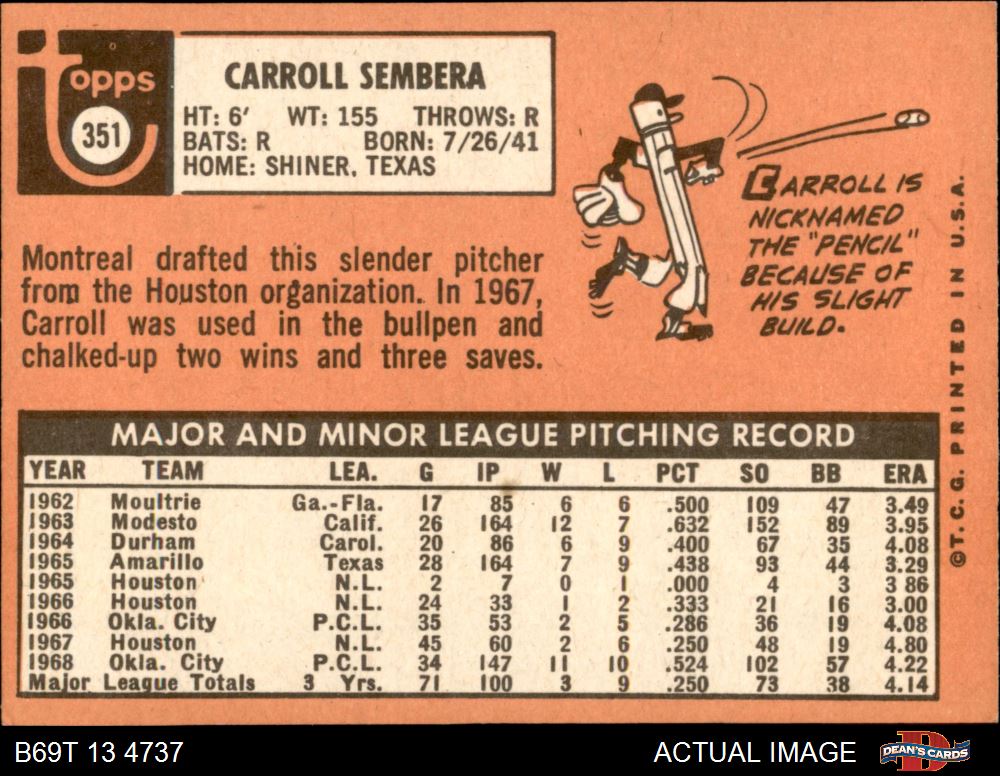 Topps
351
CARROLL SEMBERA
HT: 6' WT: 155 THROWS: R
BATS: R BORN: 7/26/41
HOME: SHINER, TEXAS
CARROLL IS
NICKNAMED
THE "PENCIL"
BECAUSE OF
HIS SLIGHT
BUILD.
Montreal drafted this slender pitcher
from the Houston organization. In 1967,
Carroll was used in the bullpen and
chalked-up two wins and three saves.
MAJOR AND MINOR LEAGUE PITCHING RECORD
YEAR TEAM LEA. G IP W L PCT SO BB ERA
1962 Moultrie Ga.-Fla. 17 85 6 6 .500 109 47 3.49
1963 Modesto Calif. 26 164 12 7 .632 152 89 3.95
1964 Durham Carol. 20 86 6 9 .400 67 35 4.08
1965 Amarillo Texas 28 164 7 9 .438 93 44 3.29
1965 Houston N.L. 2 7 0 1 .000 4 3 3 86
1966 Houston N.L. 24 33 1 2 .333 21 16 3.00
1966 Okla. City P.C.L. 35 53 2 5 .286 36 19 4.08
1967 Houston N.L. 45 60 2 6 .250 48 19 4.80
1968 Okla. City P.C.L. 34 147 11 10 .524 102 57 4.22
Major League Totals 3 Yrs. 71 100 3 9 .250 73 38 4.14
©T. C. G. PRINTED IN U.S.A.
B69T 13 4737
ACTUAL IMAGE
DEAN'S CARDS